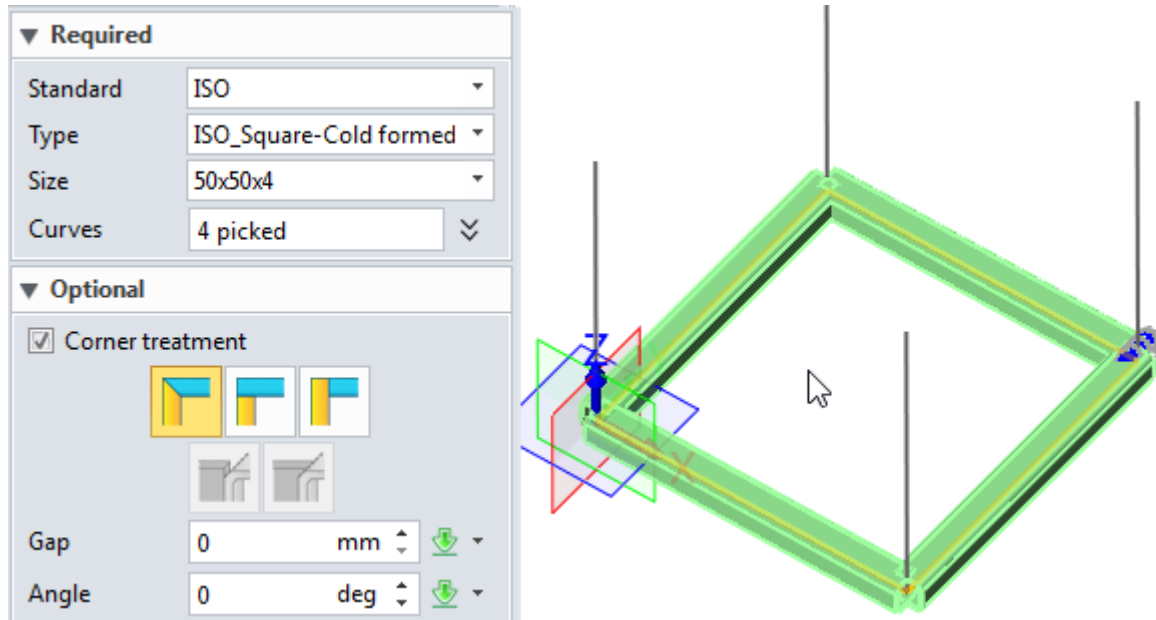 Required
Standard ISO
Type ISO_Square-Cold formed
Size 50x50x4
Curves 4 picked
Optional
Corner treatment
Gap 0 mm
Angle 0 deg
Z
Y
X